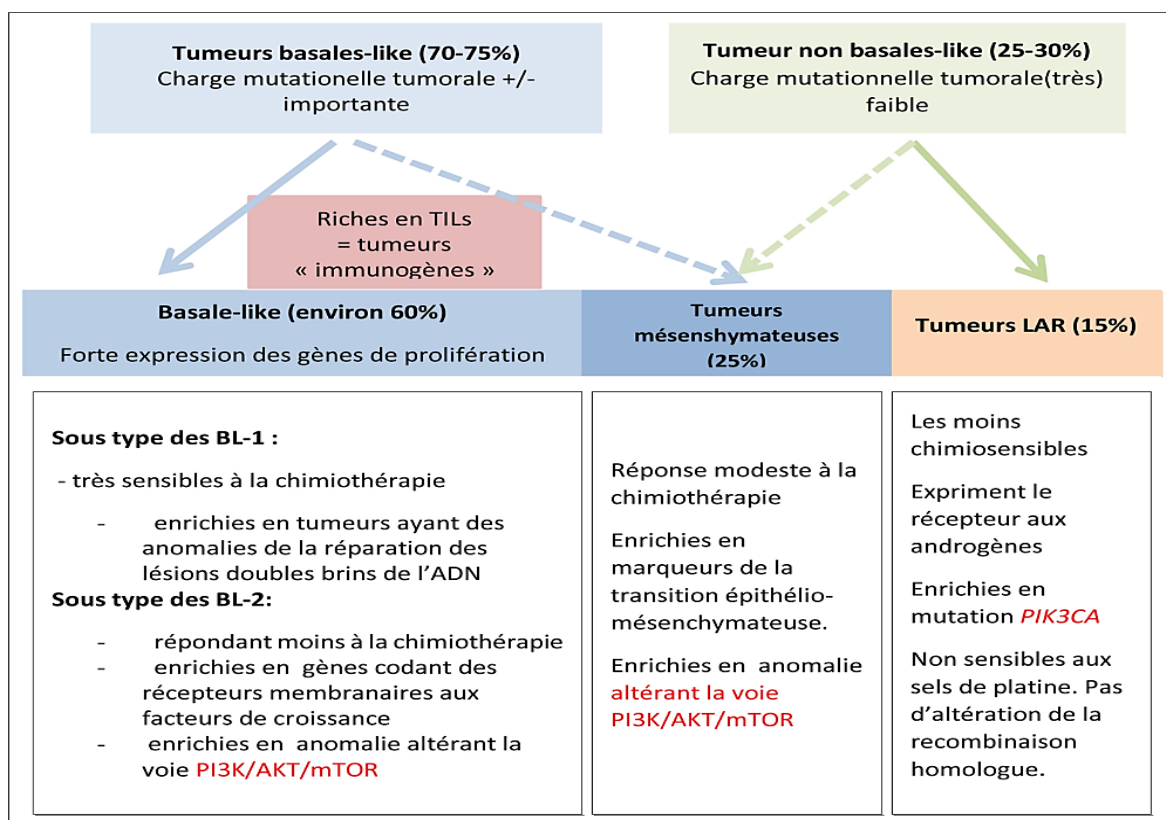 Tumeurs basales-like (70-75%)
Charge mutationelle tumorale +/-
importante
Tumeur non basales-like (25-30%)
Charge mutationnelle tumorale(très)
faible
Riches en TILs
= tumeurs
« immunogènes »
Basale-like (environ 60%)
Forte expression des gènes de prolifération
Tumeurs
mésenshymateuses
(25%)
Tumeurs LAR (15%)
Sous type des BL-1 :
- très sensibles à la chimiothérapie
- enrichies en tumeurs ayant des
anomalies de la réparation des
lésions doubles brins de l'ADN
Sous type des BL-2:
- répondant moins à la chimiothérapie
- enrichies en gènes codant des
récepteurs membranaires aux
facteurs de croissance
- enrichies en anomalie altérant la
voie PI3K/AKT/mTOR
Réponse modeste à la
chimiothérapie
Enrichies en
marqueurs de la
transition épithélio-
mésenchymateuse.
Enrichies en anomalie
altérant la voie
PI3K/AKT/mTOR
Les moins
chimiosensibles
Expriment le
récepteur aux
androgènes
Enrichies en
mutation PIK3CA
Non sensibles aux
sels de platine. Pas
d'altération de la
recombinaison
homologue.